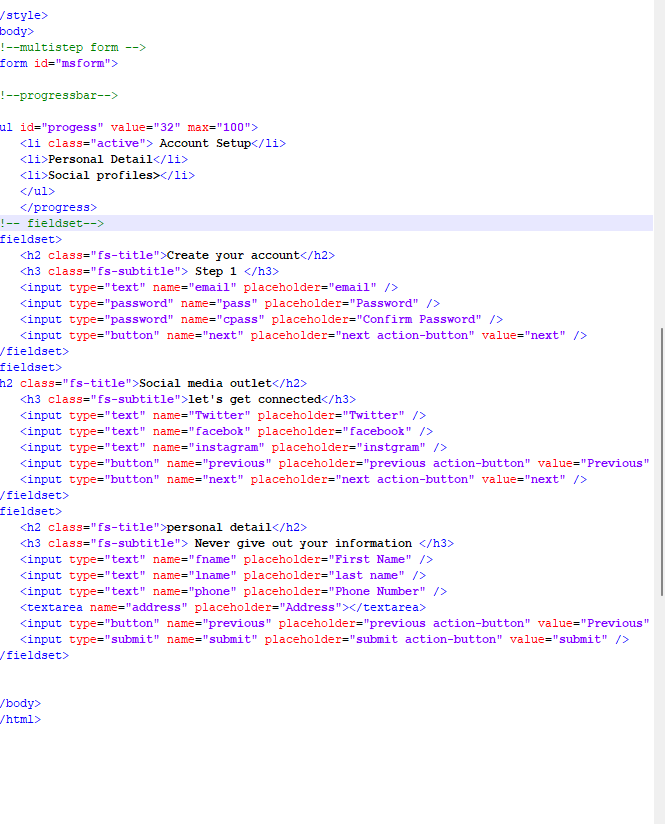 /style>
body>
!--multistep form -->
form id="msform">
!--progressbar-->
ul id="progess" value="32" max="100">
<li class="active"> Account Setup</li>
<li>Personal Detail</li>
<li>Social profiles></li>
</ul>
</progress>
!-- fieldset-->
fieldset>
<h2 class="fs-title">Create your account</h2>
<h3 class="fs-subtitle"> Step 1 </h3>
<input type="text" name="email" placeholder="email" />
<input type="password" name="pass" placeholder="Password" />
<input type="password" name="cpass" placeholder="Confirm Password" />
<input type="button" name="next" placeholder="next action-button" value="next" />
/fieldset>
fieldset>
h2 class="fs-title">Social media outlet</h2>
<h3 class="fs-subtitle">let's get connected</h3>
<input type="text" name="Twitter" placeholder="Twitter" />
<input type="text" name="facebok" placeholder="facebook" />
<input type="text" name="instagram" placeholder="instgram" />
<input type="button" name="previous" placeholder="previous action-button" value="Previous"
<input type="button" name="next" placeholder="next action-button" value="next" />
/fieldset>
fieldset>
<h2 class="fs-title">personal detail</h2>
<h3 class="fs-subtitle"> Never give out your information </h3>
<input type="text" name="fname" placeholder="First Name" />
<input type="text" name="lname" placeholder="last name" />
<input type="text" name="phone" placeholder="Phone Number" />
<textarea name="address" placeholder="Address"></textarea>
<input type="button" name="previous" placeholder="previous action-button" value="Previous"
<input type="submit" name="submit" placeholder="submit action-button" value="submit" />
/fieldset>
/body>
/html>